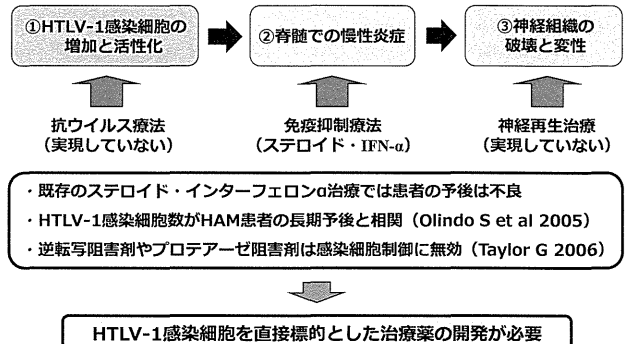 ①HTLV-1感染細胞の
増加と活性化
②脊髄での慢性炎症
③神経組織の
破壊と変性
抗ウイルス療法
（実現していない）
免疫抑制療法
（ステロイド・IFN-α）
神経再生治療
（実現していない）
・既存のステロイド・インターフェロンα治療では患者の予後は不良
・HTLV-1感染細胞数がHAM患者の長期予後と相関（Olindo S et al 2005）
・逆転写阻害剤やプロテアーゼ阻害剤は感染細胞制御に無効（Taylor G 2006）
HTLV-1感染細胞を直接標的とした治療薬の開発が必要